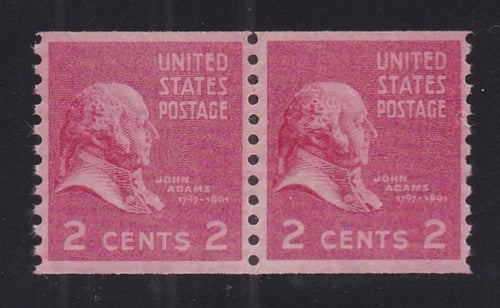 UNITED
STATES
POSTAGE
JOHN
ADAMS
1797-1801
2 CENTS 2
UNITED
STATES
POSTAGE
JOHN
ADAMS
1797-1801
2 CENTS 2